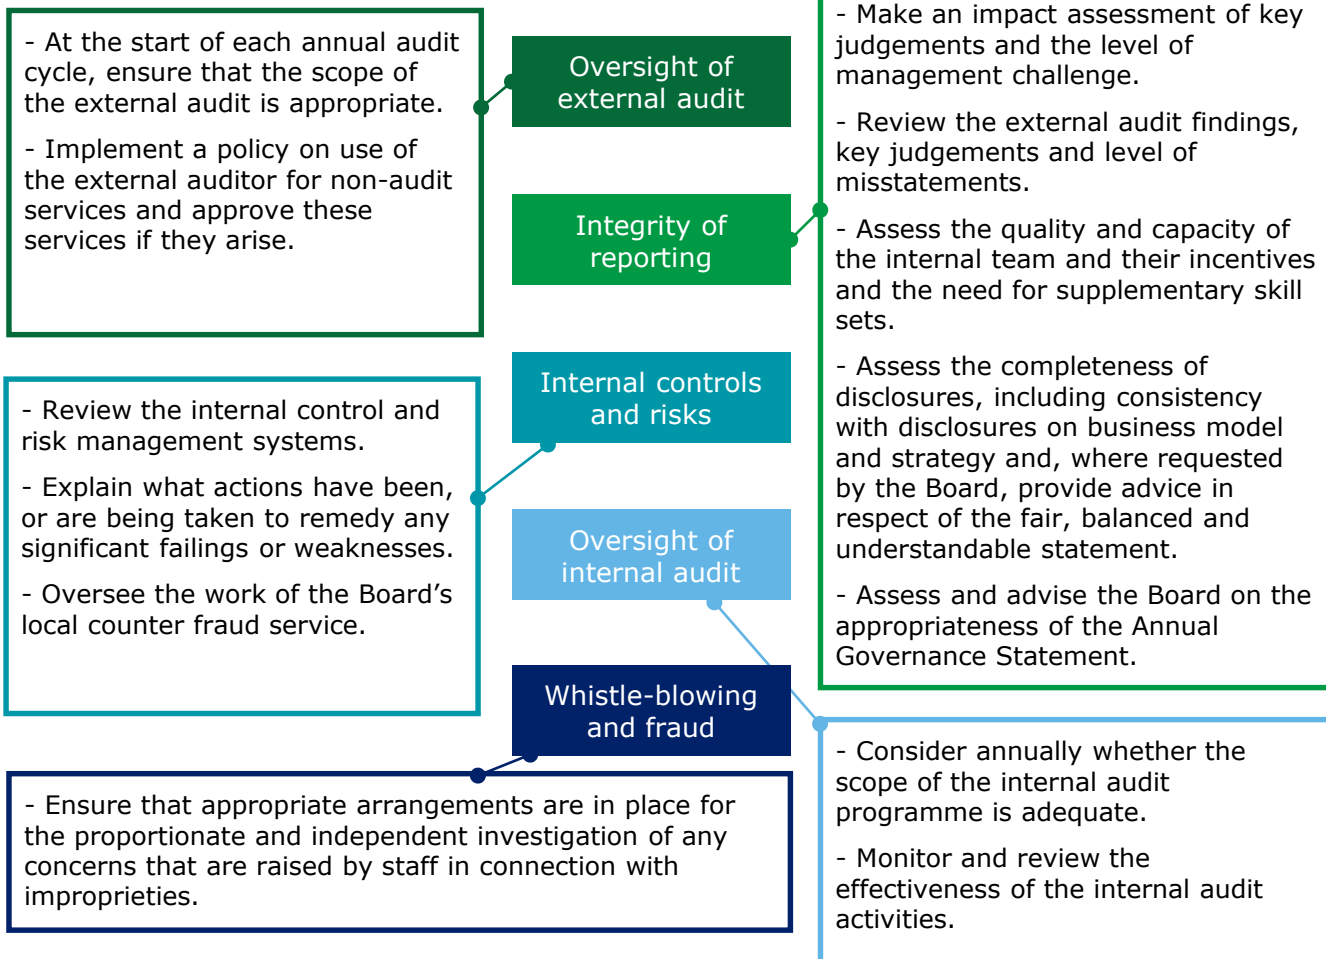 - At the start of each annual audit
cycle, ensure that the scope of
the external audit is appropriate.
- Implement a policy on use of
the external auditor for non-audit
services and approve these
services if they arise.
Oversight of
external audit
Integrity of
reporting
- Make an impact assessment of key
judgements and the level of
management challenge.
- Review the external audit findings,
key judgements and level of
misstatements.
- Assess the quality and capacity of
the internal team and their incentives
and the need for supplementary skill
sets.
- Assess the completeness of
disclosures, including consistency
with disclosures on business model
and strategy and, where requested
by the Board, provide advice in
respect of the fair, balanced and
understandable statement.
- Assess and advise the Board on the
appropriateness of the Annual
Governance Statement.
Internal controls
and risks
- Review the internal control and
risk management systems.
- Explain what actions have been,
or are being taken to remedy any
significant failings or weaknesses.
- Oversee the work of the Board’s
local counter fraud service.
Oversight of
internal audit
- Consider annually whether the
scope of the internal audit
programme is adequate.
- Monitor and review the
effectiveness of the internal audit
activities.
Whistle-blowing
and fraud
- Ensure that appropriate arrangements are in place for
the proportionate and independent investigation of any
concerns that are raised by staff in connection with
improprieties.